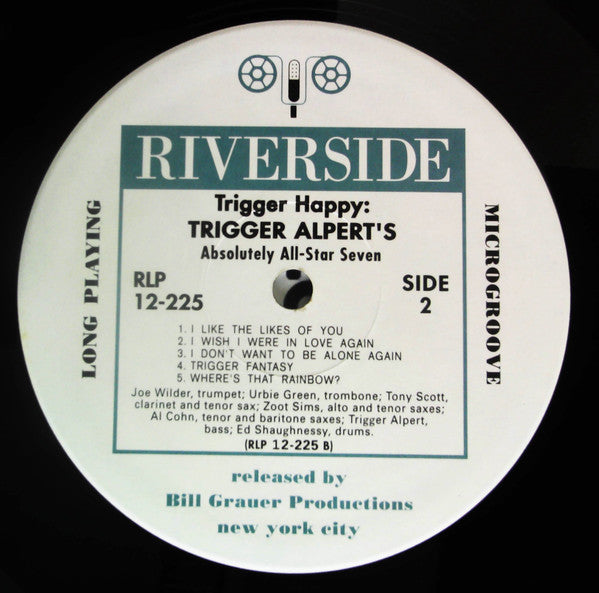 RIVERSIDE
Trigger Happy:
TRIGGER ALPERT'S
Absolutely All-Star Seven
RLP
12-225
SIDE
2
LONG PLAYING
MICROGROOVE
1. I LIKE THE LIKES OF YOU
2. I WISH I WERE IN LOVE AGAIN
3. I DON'T WANT TO BE ALONE AGAIN
4. TRIGGER FANTASY
5. WHERE'S THAT RAINBOW?
Joe Wilder, trumpet; Urbie Green, trombone; Tony Scott,
clarinet and tenor sax; Zoot Sims, alto and tenor saxes;
Al Cohn, tenor and baritone saxes; Trigger Alpert,
bass; Ed Shaughnessy, drums.
(RLP 12-225 B)
released by
Bill Grauer Productions
new york city